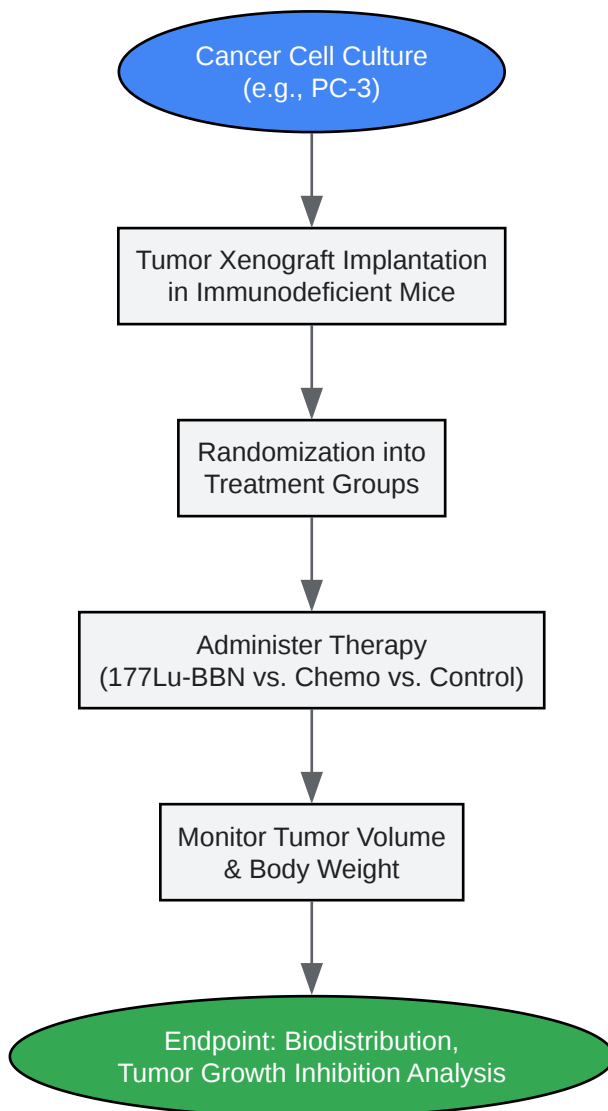 Cancer Cell Culture
(e.g., PC-3)
Tumor Xenograft Implantation
in Immunodeficient Mice
Randomization into
Treatment Groups
Administer Therapy
(177Lu-BBN vs. Chemo vs. Control)
Monitor Tumor Volume
& Body Weight
Endpoint: Biodistribution,
Tumor Growth Inhibition Analysis